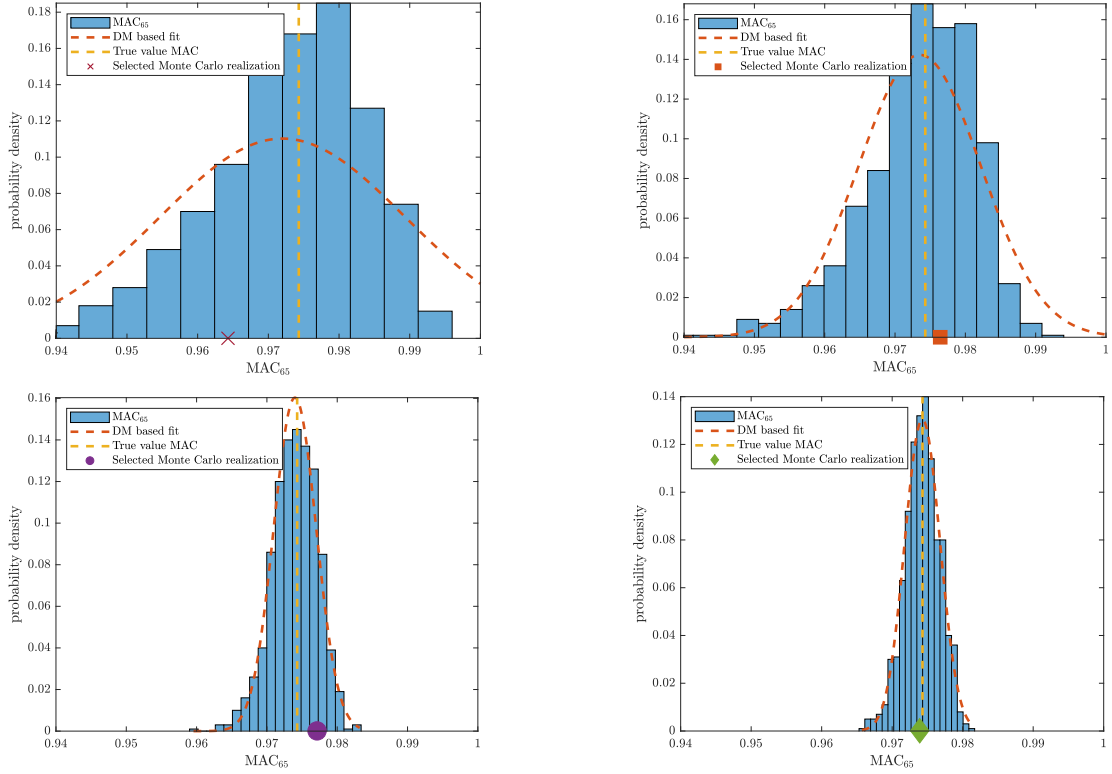 MAC65
DM based fit
True value MAC
Selected Monte Carlo realization
probability density
0.18
0.16
0.14
0.12
0.1
0.08
0.06
0.04
0.02
0
0.94 0.95 0.96 0.97 0.98 0.99 1
MAC65
MAC65
DM based fit
True value MAC
Selected Monte Carlo realization
probability density
0.16
0.14
0.12
0.1
0.08
0.06
0.04
0.02
0
0.94 0.95 0.96 0.97 0.98 0.99 1
MAC65
MAC65
DM based fit
True value MAC
Selected Monte Carlo realization
probability density
0.16
0.14
0.12
0.1
0.08
0.06
0.04
0.02
0
0.94 0.95 0.96 0.97 0.98 0.99 1
MAC65
MAC65
DM based fit
True value MAC
Selected Monte Carlo realization
probability density
0.14
0.12
0.1
0.08
0.06
0.04
0.02
0
0.94 0.95 0.96 0.97 0.98 0.99 1
MAC65